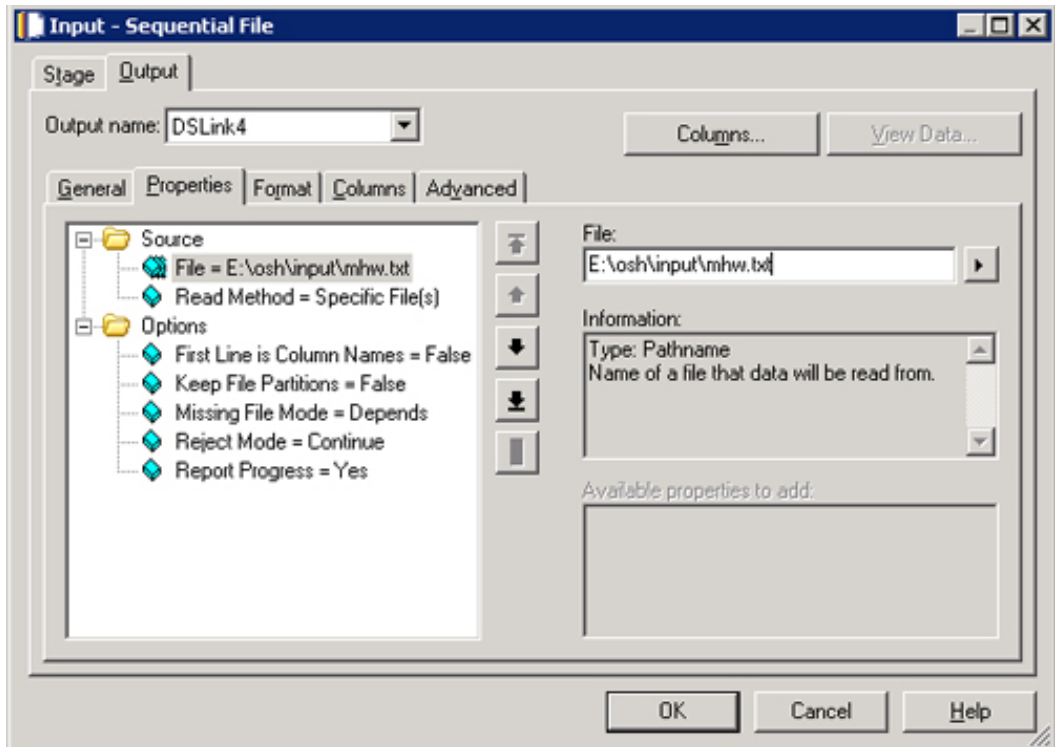 Input - Sequential File
Stage Output
Output name: DSLink4
Columns... View Data...
General Properties Format Columns Advanced
Source
File = E:\osh\input\mhw.txt
Read Method = Specific File(s)
Options
First Line is Column Names = False
Keep File Partitions = False
Missing File Mode = Depends
Reject Mode = Continue
Report Progress = Yes
File:
E:\osh\input\mhw.txt
Information:
Type: Pathname
Name of a file that data will be read from.
Available properties to add:
OK Cancel Help